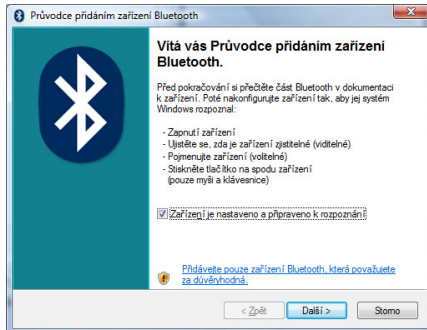 Průvodce přidáním zařízení Bluetooth
Vítá vás Průvodce přidáním zařízení
Bluetooth.
Před pokračování si přečtěte část Bluetooth v dokumentaci
k zařízení. Poté nakonfigurujte zařízení tak, aby jej systém
Windows rozpoznal:
- Zapnutí zařízení
- Ujistěte se, zda je zařízení zjistitelné (viditelné)
- Pojmenujte zařízení (volitelné)
- Stiskněte tlačítko na spodu zařízení
(pouze myši a klávesnice)
Zařízení je nastaveno a připraveno k rozpoznání
Přidávejte pouze zařízení Bluetooth, která považujete
za důvěryhodná.
< Zpět Další > Storno